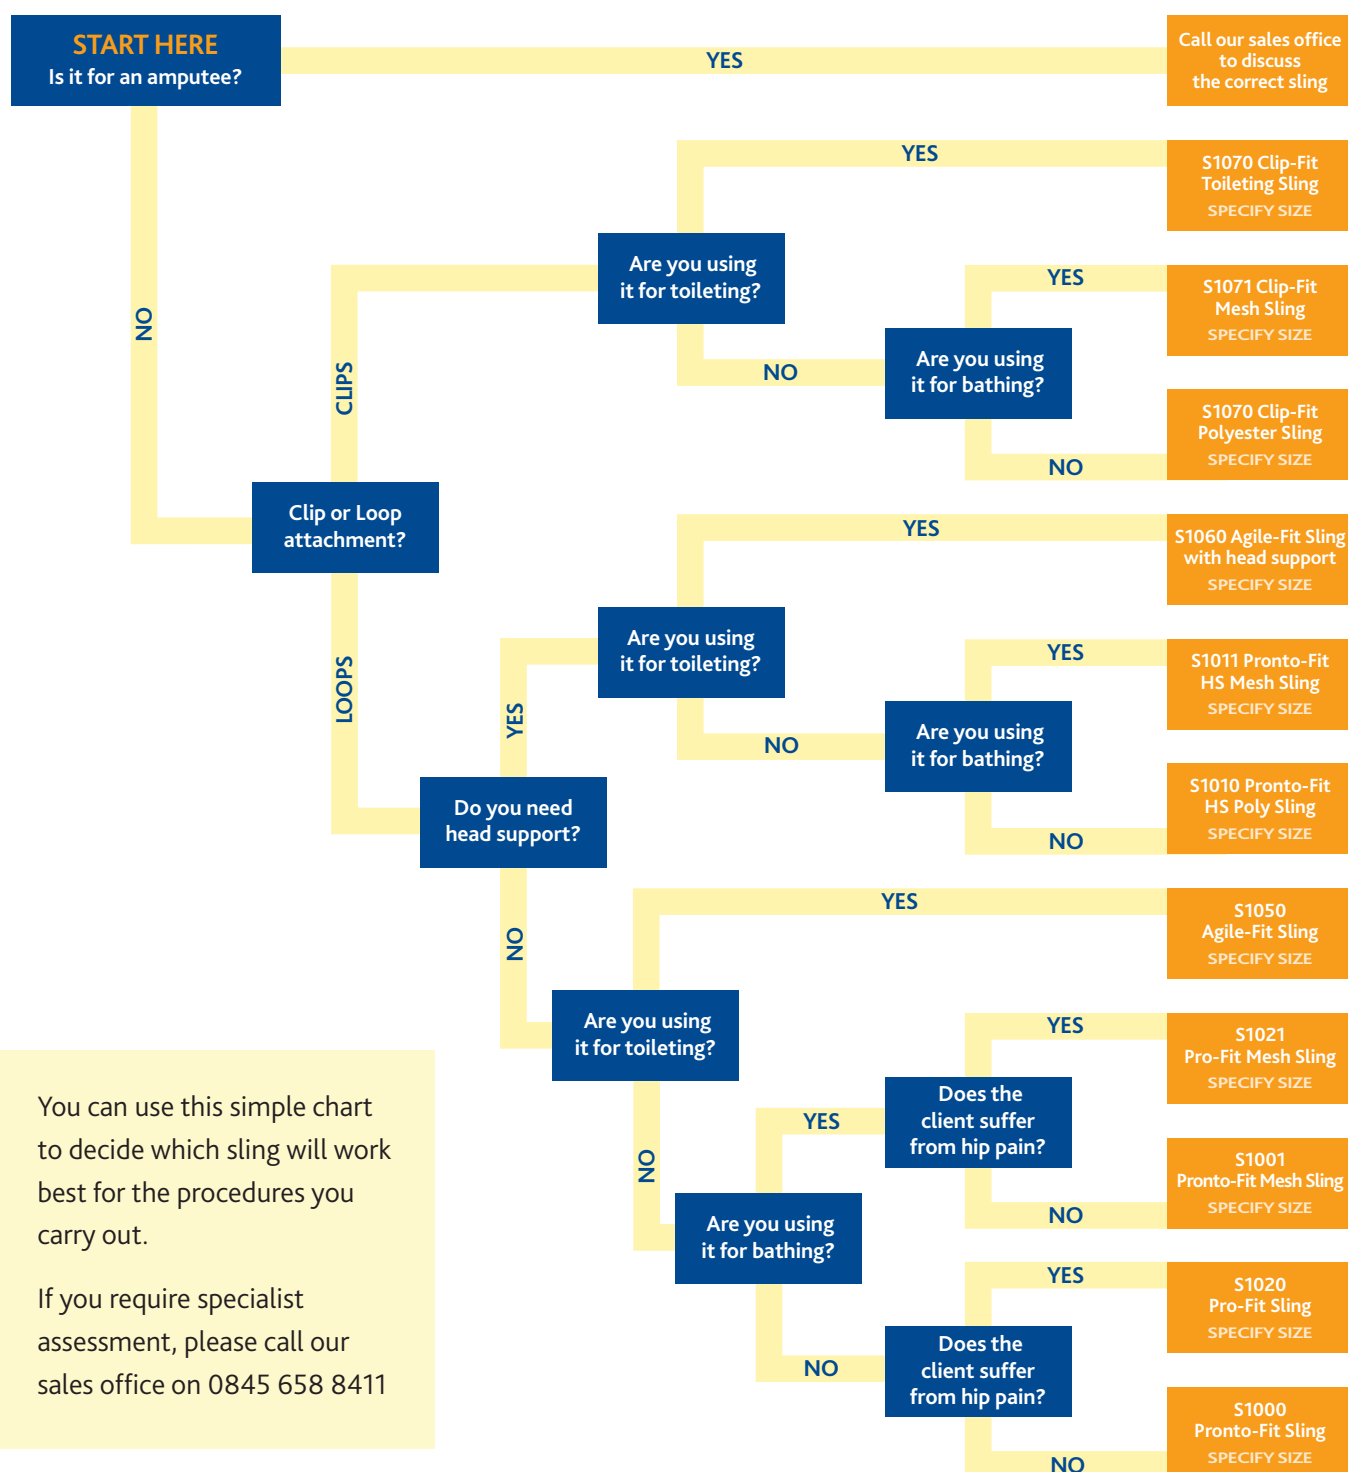 START HERE
Is it for an amputee?
YES
Call our sales office
to discuss
the correct sling
YES
S1070 Clip-Fit
Toileting Sling
SPECIFY SIZE
Are you using
it for toileting?
YES
S1071 Clip-Fit
Mesh Sling
SPECIFY SIZE
NO
CLIPS
NO
Are you using
it for bathing?
S1070 Clip-Fit
Polyester Sling
SPECIFY SIZE
NO
Clip or Loop
attachment?
YES
S1060 Agile-Fit Sling
with head support
SPECIFY SIZE
Are you using
it for toileting?
YES
S1011 Pronto-Fit
HS Mesh Sling
SPECIFY SIZE
LOOPS
YES
NO
Are you using
it for bathing?
S1010 Pronto-Fit
HS Poly Sling
SPECIFY SIZE
Do you need
head support?
NO
YES
S1050
Agile-Fit Sling
SPECIFY SIZE
NO
Are you using
it for toileting?
YES
S1021
Pro-Fit Mesh Sling
SPECIFY SIZE
Does the
client suffer
from hip pain?
YES
NO
S1001
Pronto-Fit Mesh Sling
SPECIFY SIZE
NO
Are you using
it for bathing?
YES
S1020
Pro-Fit Sling
SPECIFY SIZE
Does the
client suffer
from hip pain?
NO
S1000
Pronto-Fit Sling
SPECIFY SIZE
NO
You can use this simple chart
to decide which sling will work
best for the procedures you
carry out.
If you require specialist
assessment, please call our
sales office on 0845 658 8411